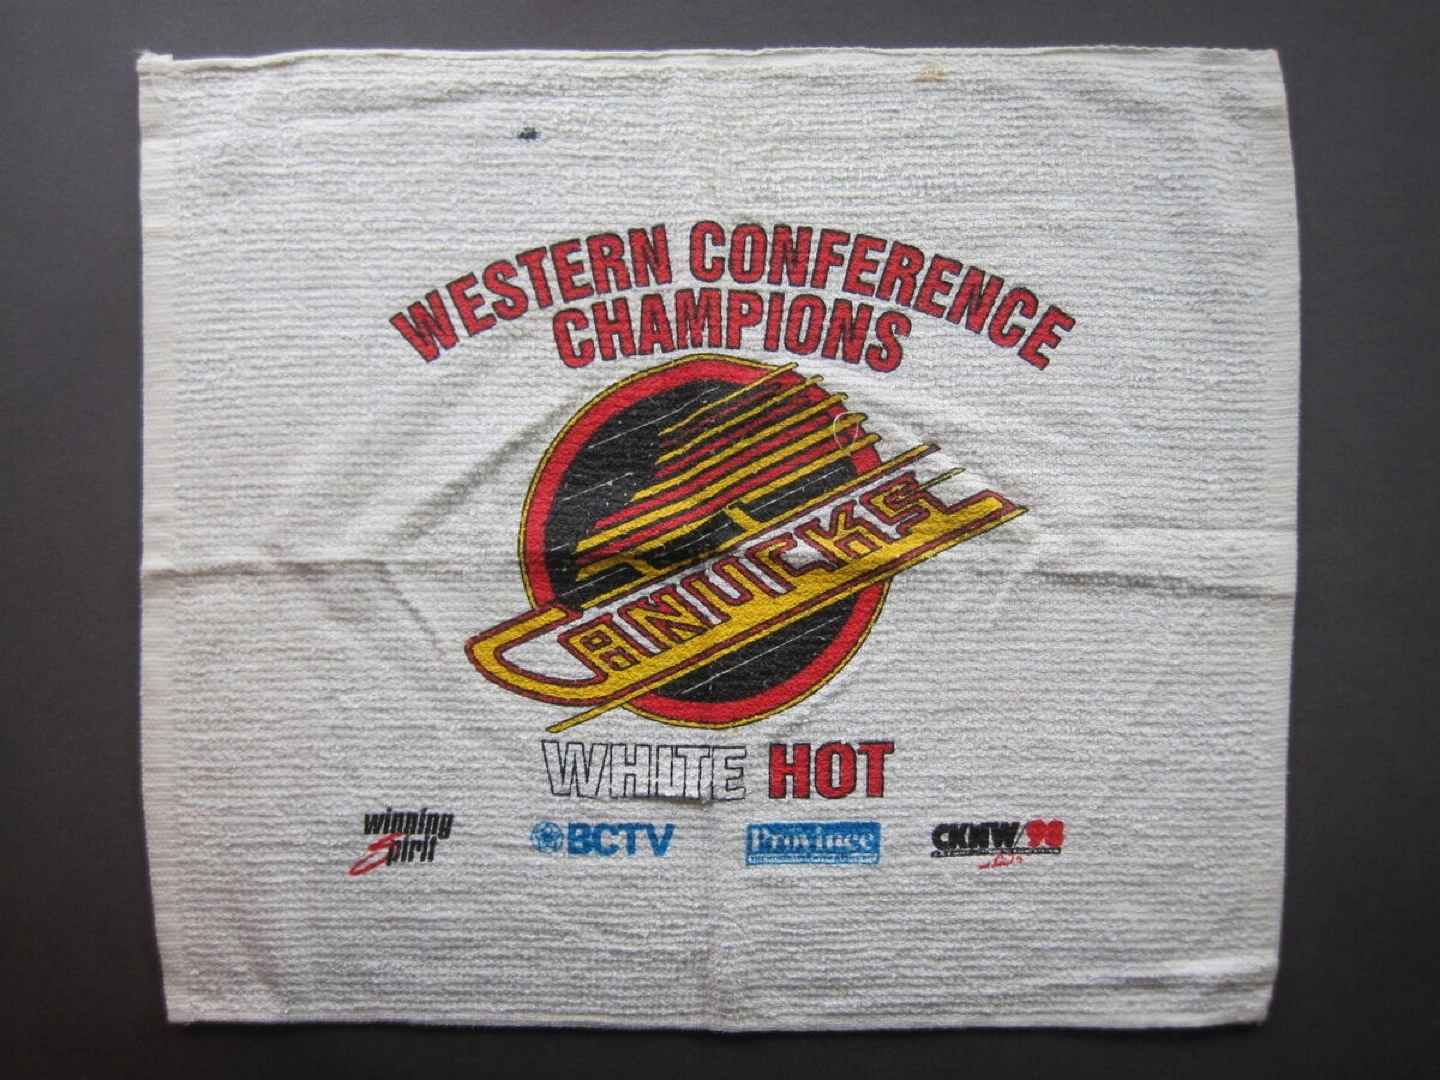 WESTERN CONFERENCE
CHAMPIONS
CANUCKS
WHITE HOT
winning
Spirit
BCTV
Province
CKNW/98